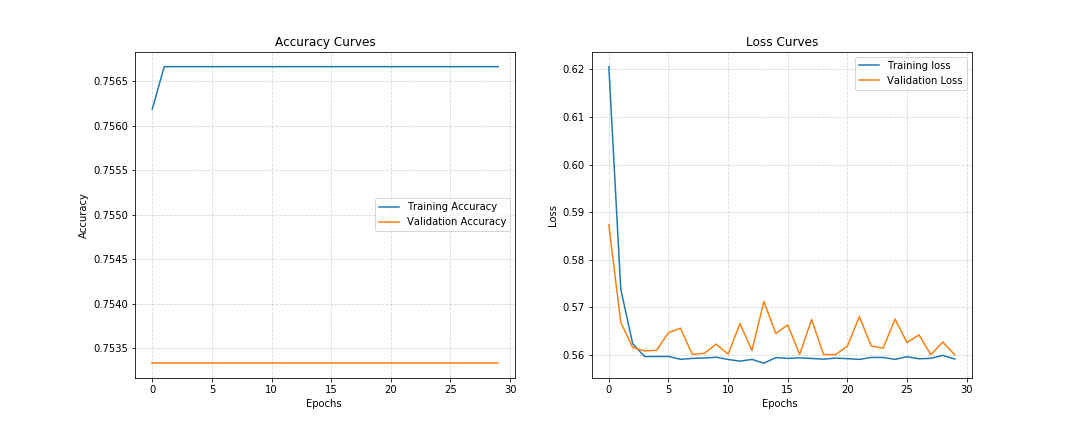 Accuracy Curves
0.7565
0.7560
0.7555
0.7550
0.7545
0.7540
0.7535
Accuracy
0
5
10
15
20
25
30
Epochs
Training Accuracy
Validation Accuracy
Loss Curves
0.62
0.61
0.60
0.59
0.58
0.57
0.56
Loss
0
5
10
15
20
25
30
Epochs
Training loss
Validation Loss